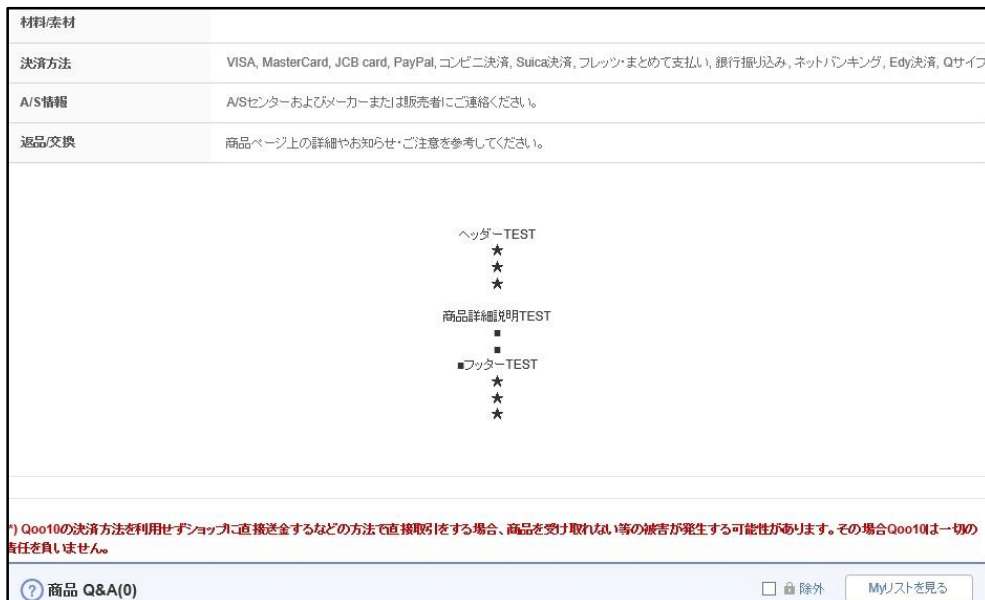 材料/素材
決済方法 VISA, MasterCard, JCB card, PayPal, コンビニ決済, Suica決済, フレッツ・まとめて支払い, 銀行振り込み, ネットバンキング, Edy決済, Qサイフ
A/S情報 A/Sセンターおよびメーカーまたは販売者にご連絡ください。
返品/交換 商品ページ上の詳細やお知らせ・ご注意を参考してください。
ヘッダーTEST
★
★
★
商品詳細説明TEST
■
■
■フッターTEST
★
★
★
*) Qoo10の決済方法を利用せずショップに直接送金するなどの方法で直接取引をする場合、商品を受け取れない等の被害が発生する可能性があります。その場合Qoo10は一切の
責任を負いません。
? 商品 Q&A(0) 除外 Myリストを見る